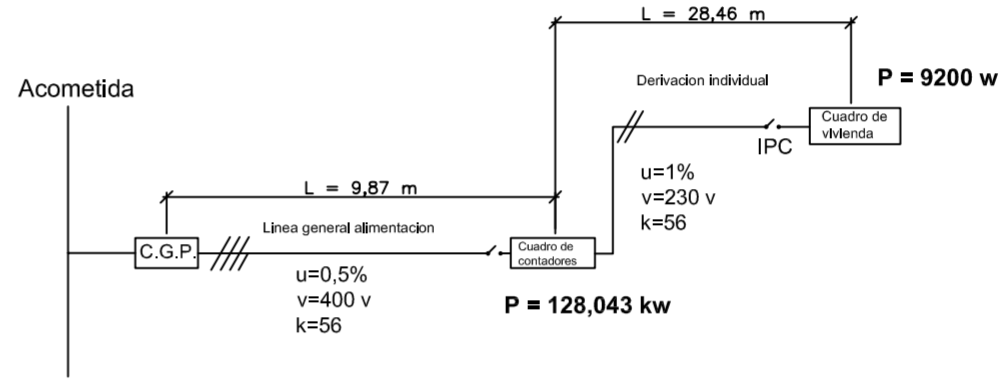 L = 28,46 m
Derivacion individual
P = 9200 w
Acometida
Cuadro de
vivienda
IPC
u=1%
v=230 v
k=56
L = 9,87 m
Linea general alimentacion
C.G.P.
Cuadro de
contadores
u=0,5%
v=400 v
k=56
P = 128,043 kw